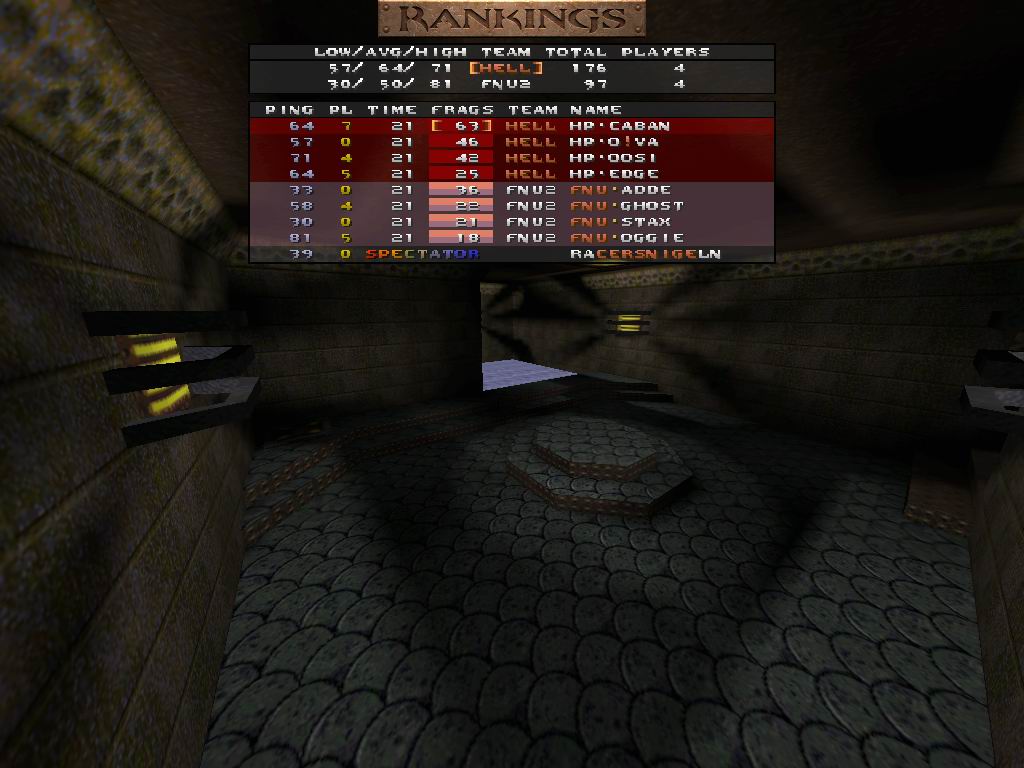 RANKINGS
LOW/AVG/HIGH TEAM TOTAL PLAYERS
57/ 64/ 71 [HELL] 176 4
30/ 50/ 81 FNU2 97 4
PING PL TIME FRAGS TEAM NAME
64 7 21 [ 63] HELL HP·CABAN
57 0 21 46 HELL HP·O!VA
71 4 21 42 HELL HP·OOSI
64 5 21 25 HELL HP·EDGE
33 0 21 36 FNU2 FNU·ADDE
58 4 21 22 FNU2 FNU·GHOST
30 0 21 21 FNU2 FNU·STAX
81 5 21 18 FNU2 FNU·OGGIE
39 0 SPECTATOR RACERSNIGELN